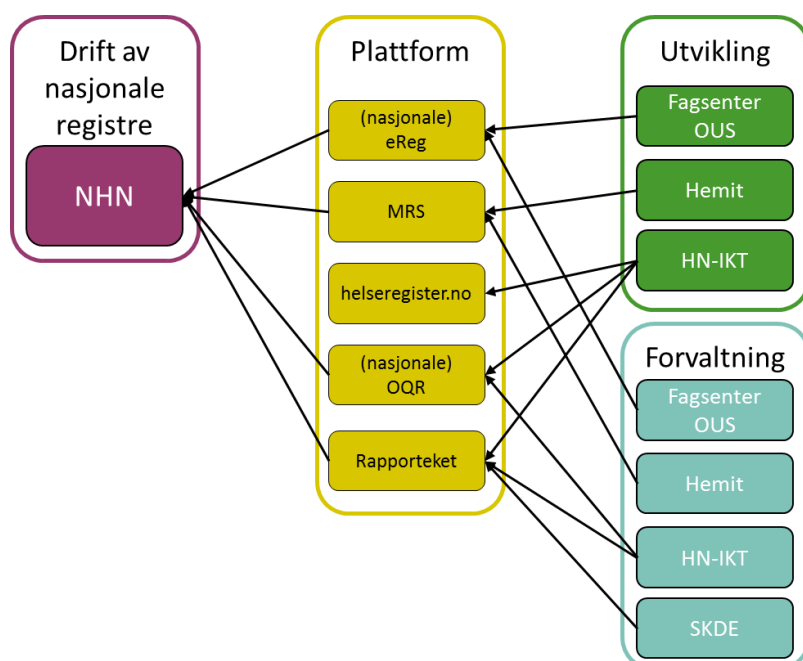 Drift av
nasjonale
registre
NHN
Plattform
(nasjonale)
eReg
MRS
helseregister.no
(nasjonale)
OQR
Rapporteket
Utvikling
Fagsenter
OUS
Hemit
HN-IKT
Forvaltning
Fagsenter
OUS
Hemit
HN-IKT
SKDE